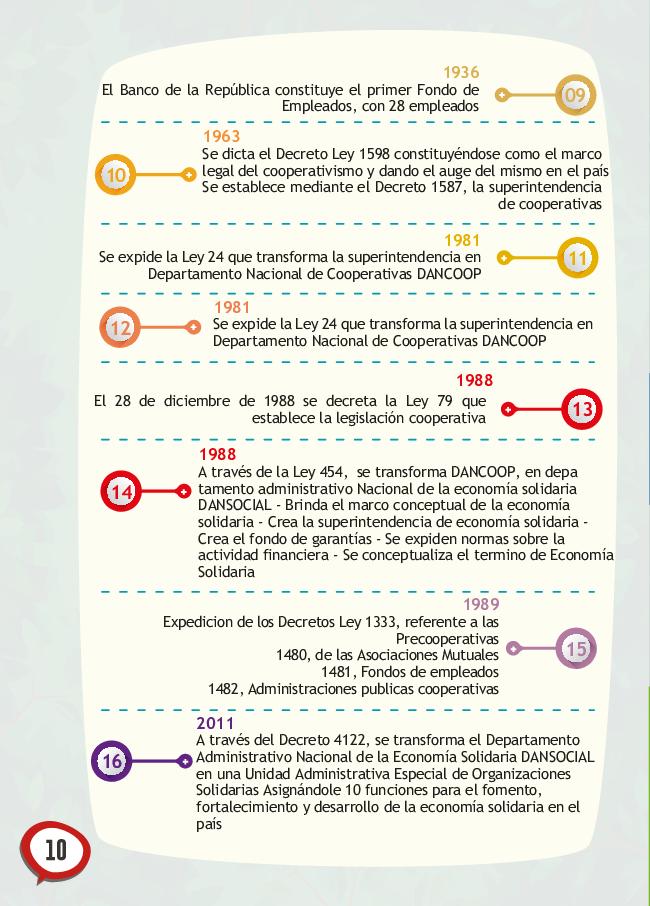 1936
El Banco de la República constituye el primer Fondo de
Empleados, con 28 empleados
09
1963
Se dicta el Decreto Ley 1598 constituyéndose como el marco
legal del cooperativismo y dando el auge del mismo en el país
Se establece mediante el Decreto 1587, la superintendencia
de cooperativas
10
1981
Se expide la Ley 24 que transforma la superintendencia en
Departamento Nacional de Cooperativas DANCOOP
11
1981
Se expide la Ley 24 que transforma la superintendencia en
Departamento Nacional de Cooperativas DANCOOP
12
1988
El 28 de diciembre de 1988 se decreta la Ley 79 que
establece la legislación cooperativa
13
1988
A través de la Ley 454, se transforma DANCOOP, en depa
tamento administrativo Nacional de la economía solidaria
DANSOCIAL - Brinda el marco conceptual de la economía
solidaria - Crea la superintendencia de economía solidaria -
Crea el fondo de garantías - Se expiden normas sobre la
actividad financiera - Se conceptualiza el termino de Economía
Solidaria
14
1989
Expedicion de los Decretos Ley 1333, referente a las
Precooperativas
1480, de las Asociaciones Mutuales
1481, Fondos de empleados
1482, Administraciones publicas cooperativas
15
2011
A través del Decreto 4122, se transforma el Departamento
Administrativo Nacional de la Economía Solidaria DANSOCIAL
en una Unidad Administrativa Especial de Organizaciones
Solidarias Asignándole 10 funciones para el fomento,
fortalecimiento y desarrollo de la economía solidaria en el
país
16
10